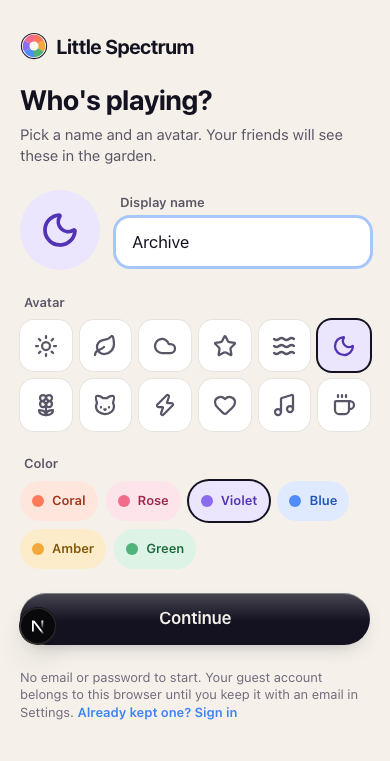 Little Spectrum
Who's playing?
Pick a name and an avatar. Your friends will see
these in the garden.
Display name
Archive
Avatar
Color
Coral
Rose
Violet
Blue
Amber
Green
Continue
N
No email or password to start. Your guest account
belongs to this browser until you keep it with an email in
Settings. Already kept one? Sign in